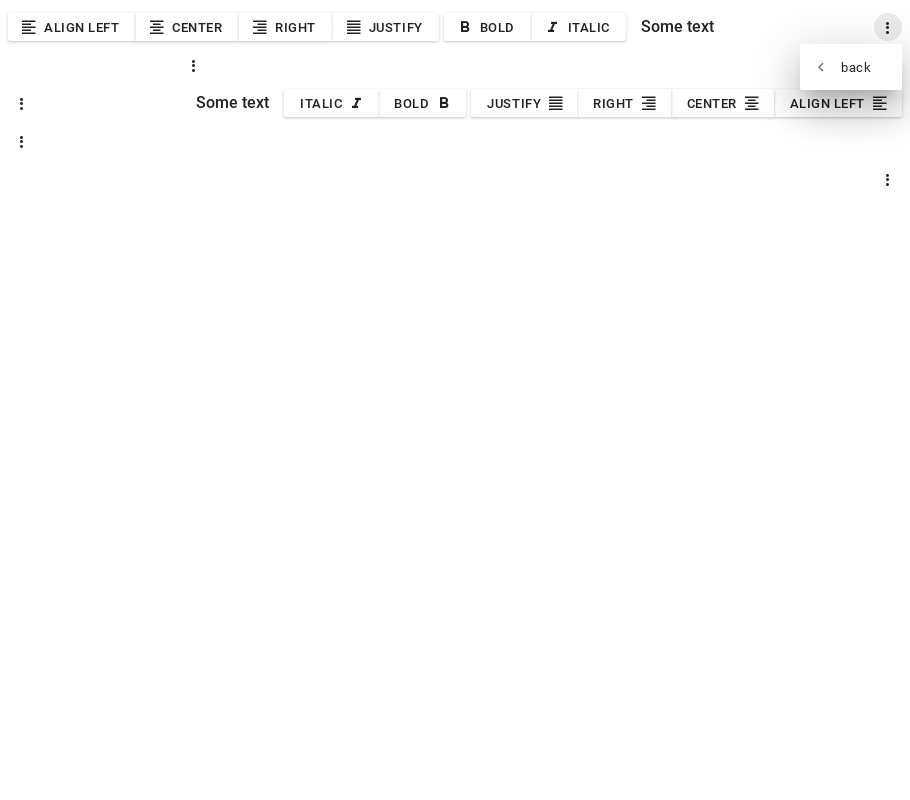 ALIGN LEFT CENTER RIGHT JUSTIFY B BOLD I ITALIC Some text
back
Some text ITALIC I BOLD B JUSTIFY RIGHT CENTER ALIGN LEFT